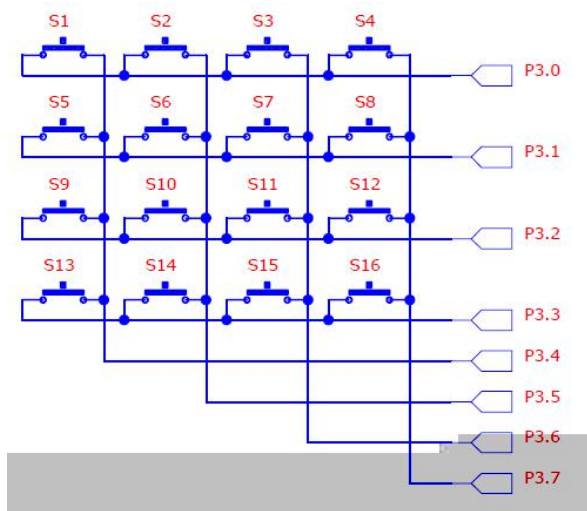 S1 S2 S3 S4
P3.0
S5 S6 S7 S8
P3.1
S9 S10 S11 S12
P3.2
S13 S14 S15 S16
P3.3
P3.4
P3.5
P3.6
P3.7